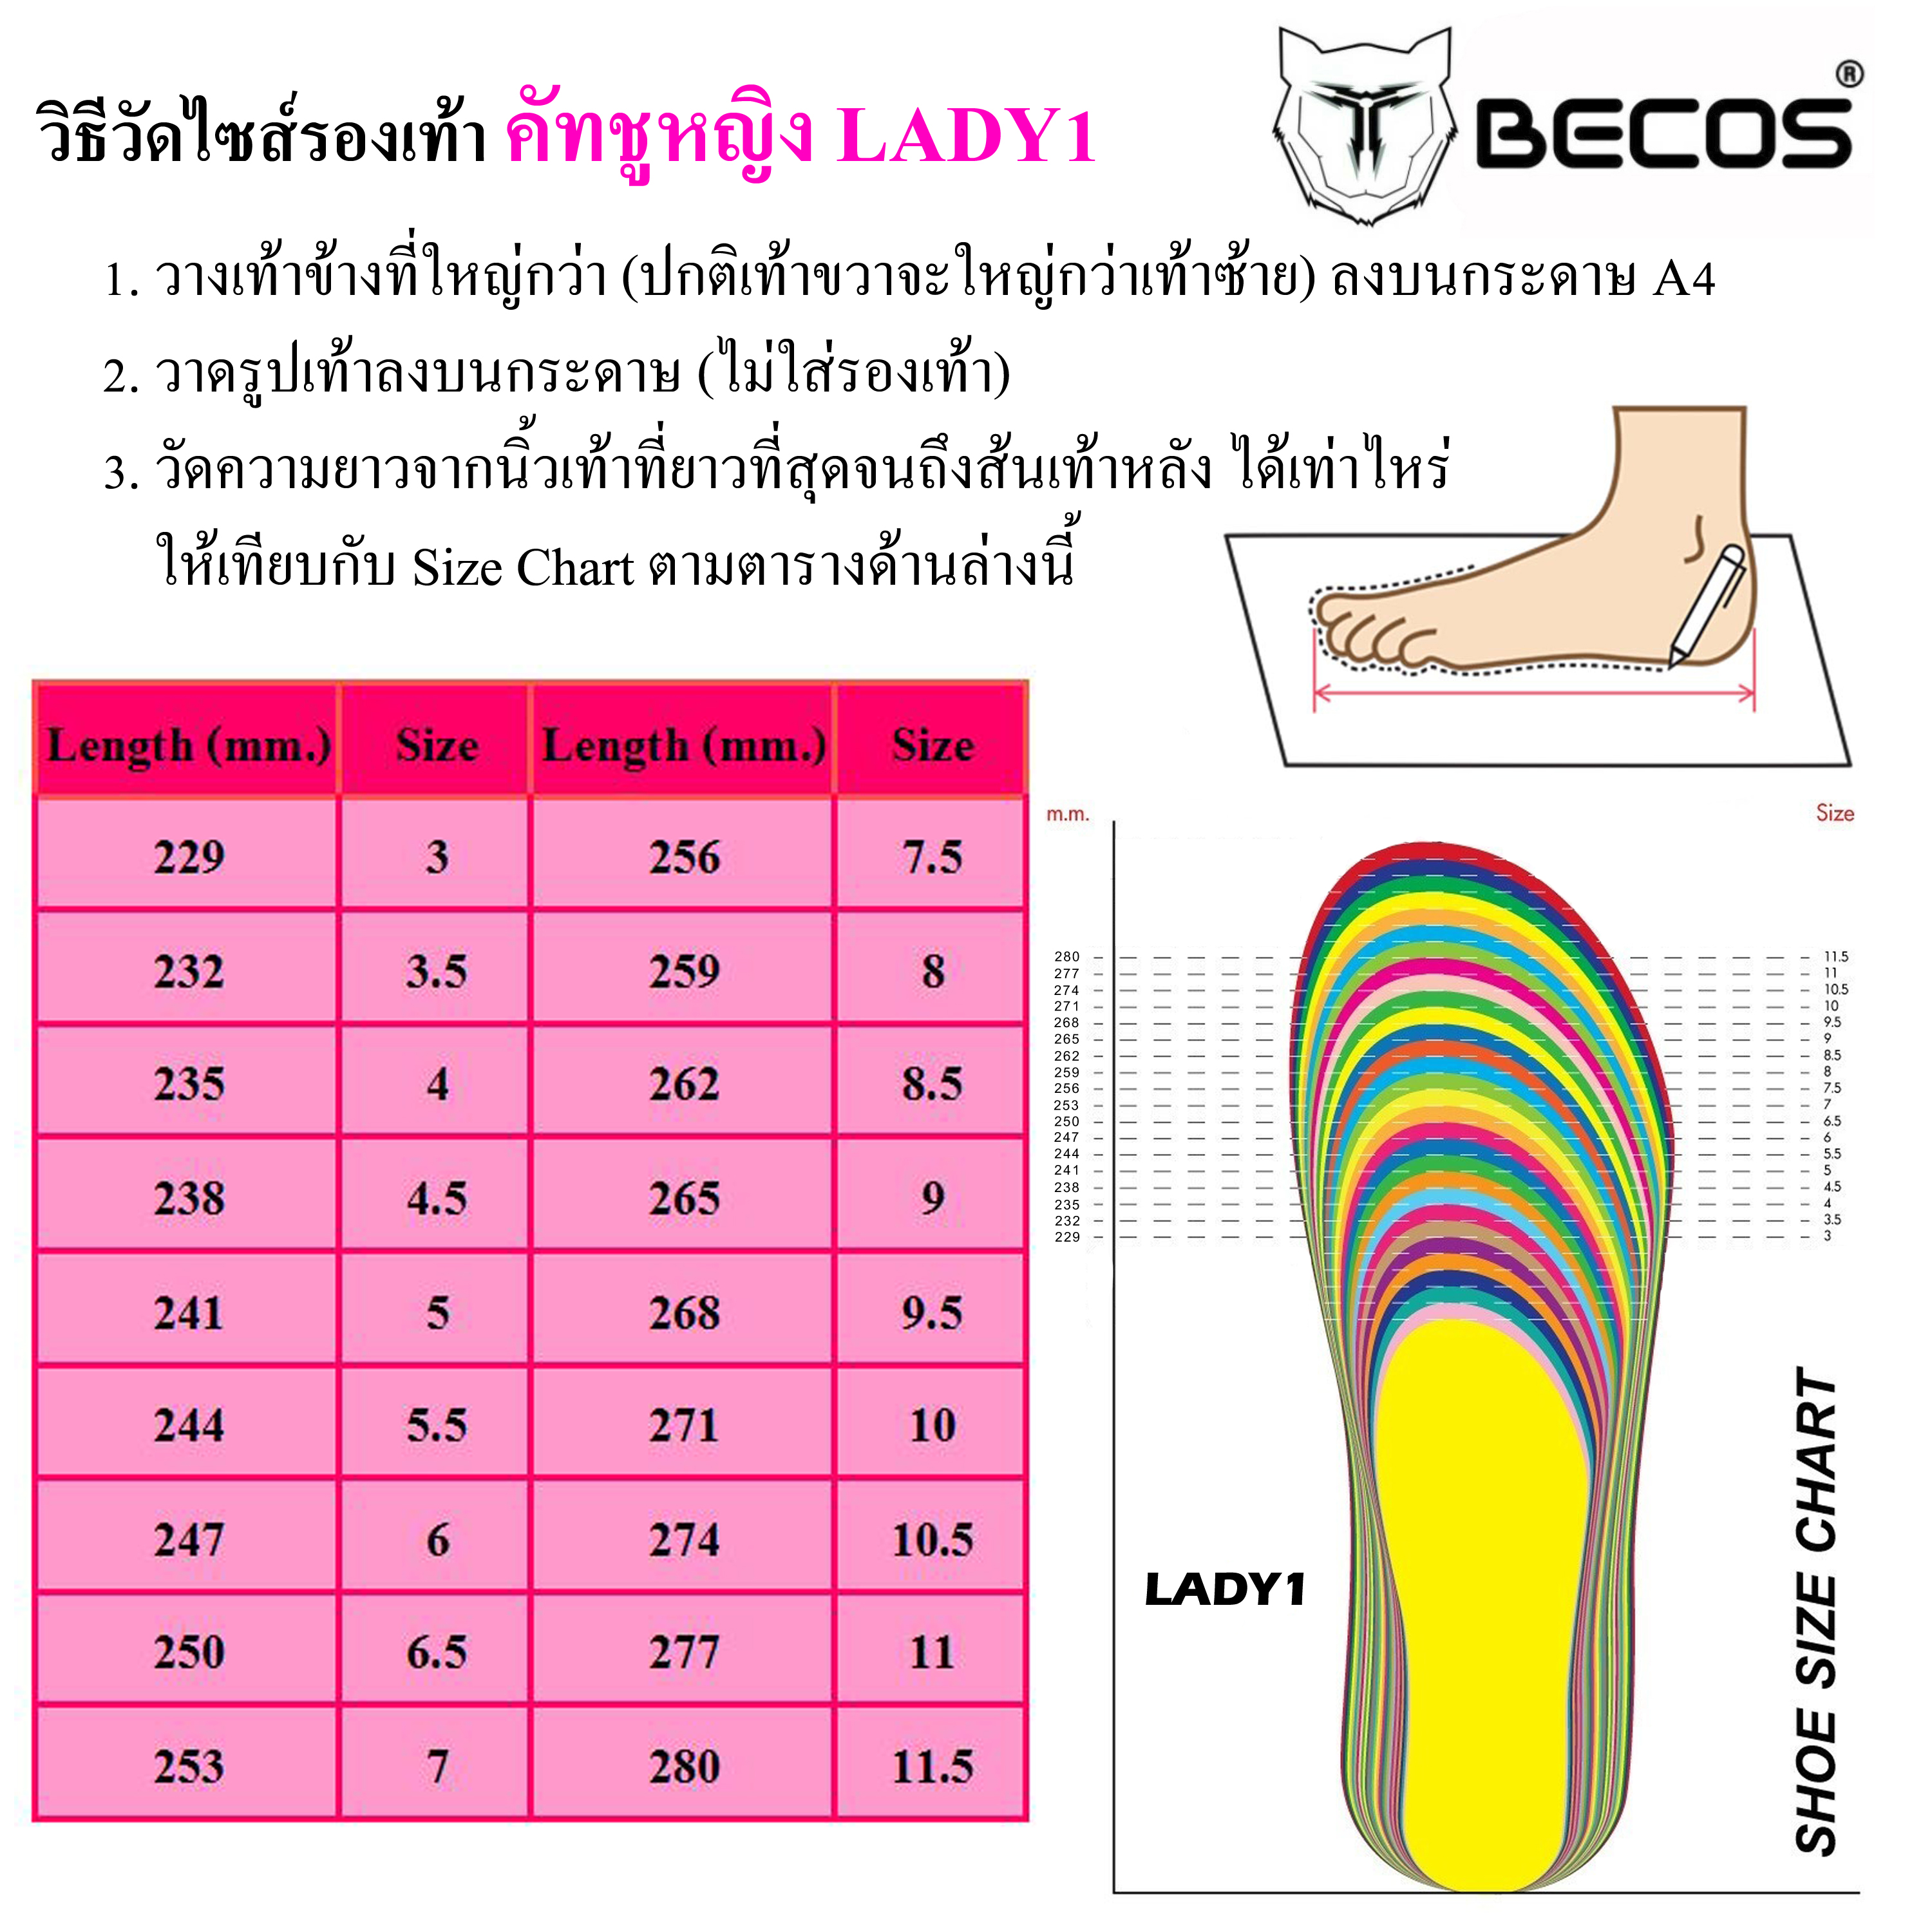 วิธีวัดไซส์รองเท้า คัทชูหญิง LADY1
BECOS ®
1. วางเท้าข้างที่ใหญ่กว่า (ปกติเท้าขวาจะใหญ่กว่าเท้าซ้าย) ลงบนกระดาษ A4
2. วาดรูปเท้าลงบนกระดาษ (ไม่ใส่รองเท้า)
3. วัดความยาวจากนิ้วเท้าที่ยาวที่สุดจนถึงส้นเท้าหลัง ได้เท่าไหร่
ให้เทียบกับ Size Chart ตามตารางด้านล่างนี้
Length (mm.) Size Length (mm.) Size
229 3 256 7.5
232 3.5 259 8
235 4 262 8.5
238 4.5 265 9
241 5 268 9.5
244 5.5 271 10
247 6 274 10.5
250 6.5 277 11
253 7 280 11.5
m.m. Size
280 11.5
277 11
274 10.5
271 10
268 9.5
265 9
262 8.5
259 8
256 7.5
253 7
250 6.5
247 6
244 5.5
241 5
238 4.5
235 4
232 3.5
229 3
LADY1
SHOE SIZE CHART